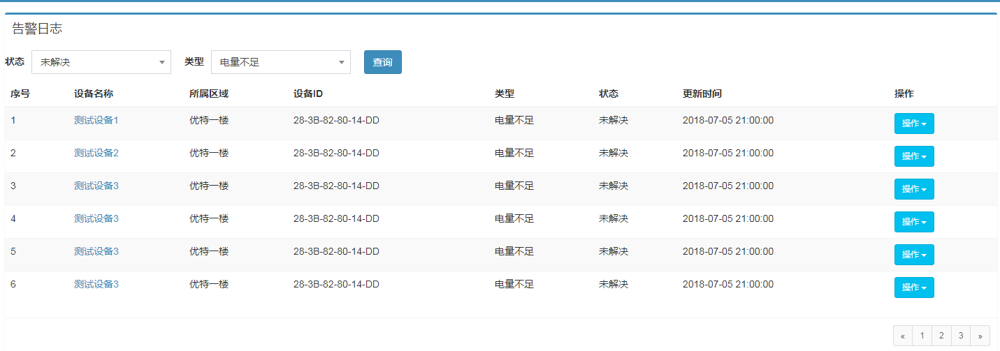 告警日志
状态 未解决 类型 电量不足 查询
序号 设备名称 所属区域 设备ID 类型 状态 更新时间 操作
1 测试设备1 优特一楼 28-3B-82-80-14-DD 电量不足 未解决 2018-07-05 21:00:00 操作
2 测试设备2 优特一楼 28-3B-82-80-14-DD 电量不足 未解决 2018-07-05 21:00:00 操作
3 测试设备3 优特一楼 28-3B-82-80-14-DD 电量不足 未解决 2018-07-05 21:00:00 操作
4 测试设备3 优特一楼 28-3B-82-80-14-DD 电量不足 未解决 2018-07-05 21:00:00 操作
5 测试设备3 优特一楼 28-3B-82-80-14-DD 电量不足 未解决 2018-07-05 21:00:00 操作
6 测试设备3 优特一楼 28-3B-82-80-14-DD 电量不足 未解决 2018-07-05 21:00:00 操作
« 1 2 3 »